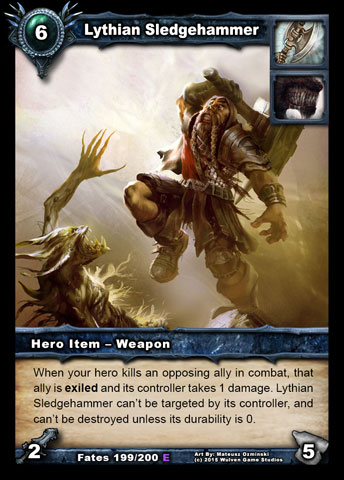 6
Lythian Sledgehammer
Hero Item – Weapon
When your hero kills an opposing ally in combat, that
ally is exiled and its controller takes 1 damage. Lythian
Sledgehammer can't be targeted by its controller, and
can't be destroyed unless its durability is 0.
2
Fates 199/200 E
Art By: Mateusz Ozminski
(c) 2015 Wulven Game Studios
5